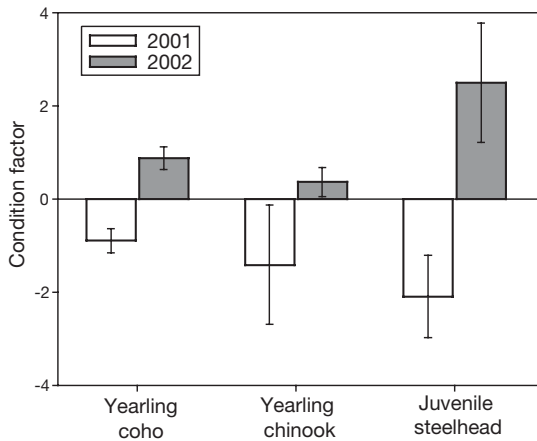 4
2001
2002
2
Condition factor
0
-2
-4
Yearling
coho
Yearling
chinook
Juvenile
steelhead